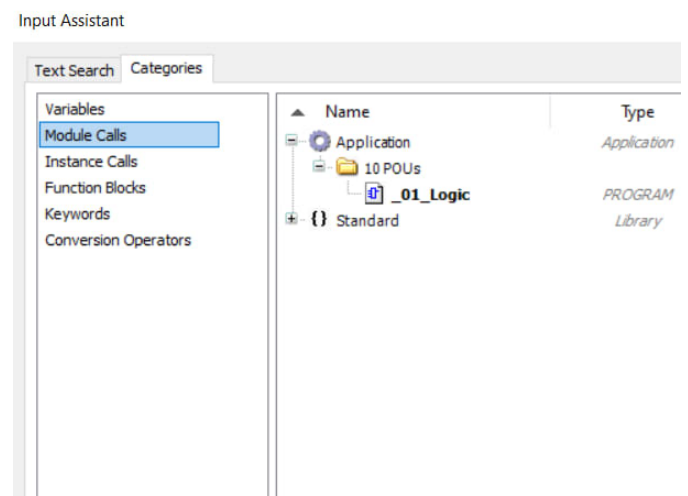 Input Assistant
Text Search Categories
Variables
Module Calls
Instance Calls
Function Blocks
Keywords
Conversion Operators
Name Type
Application Application
10 POUs
_01_Logic PROGRAM
{} Standard Library